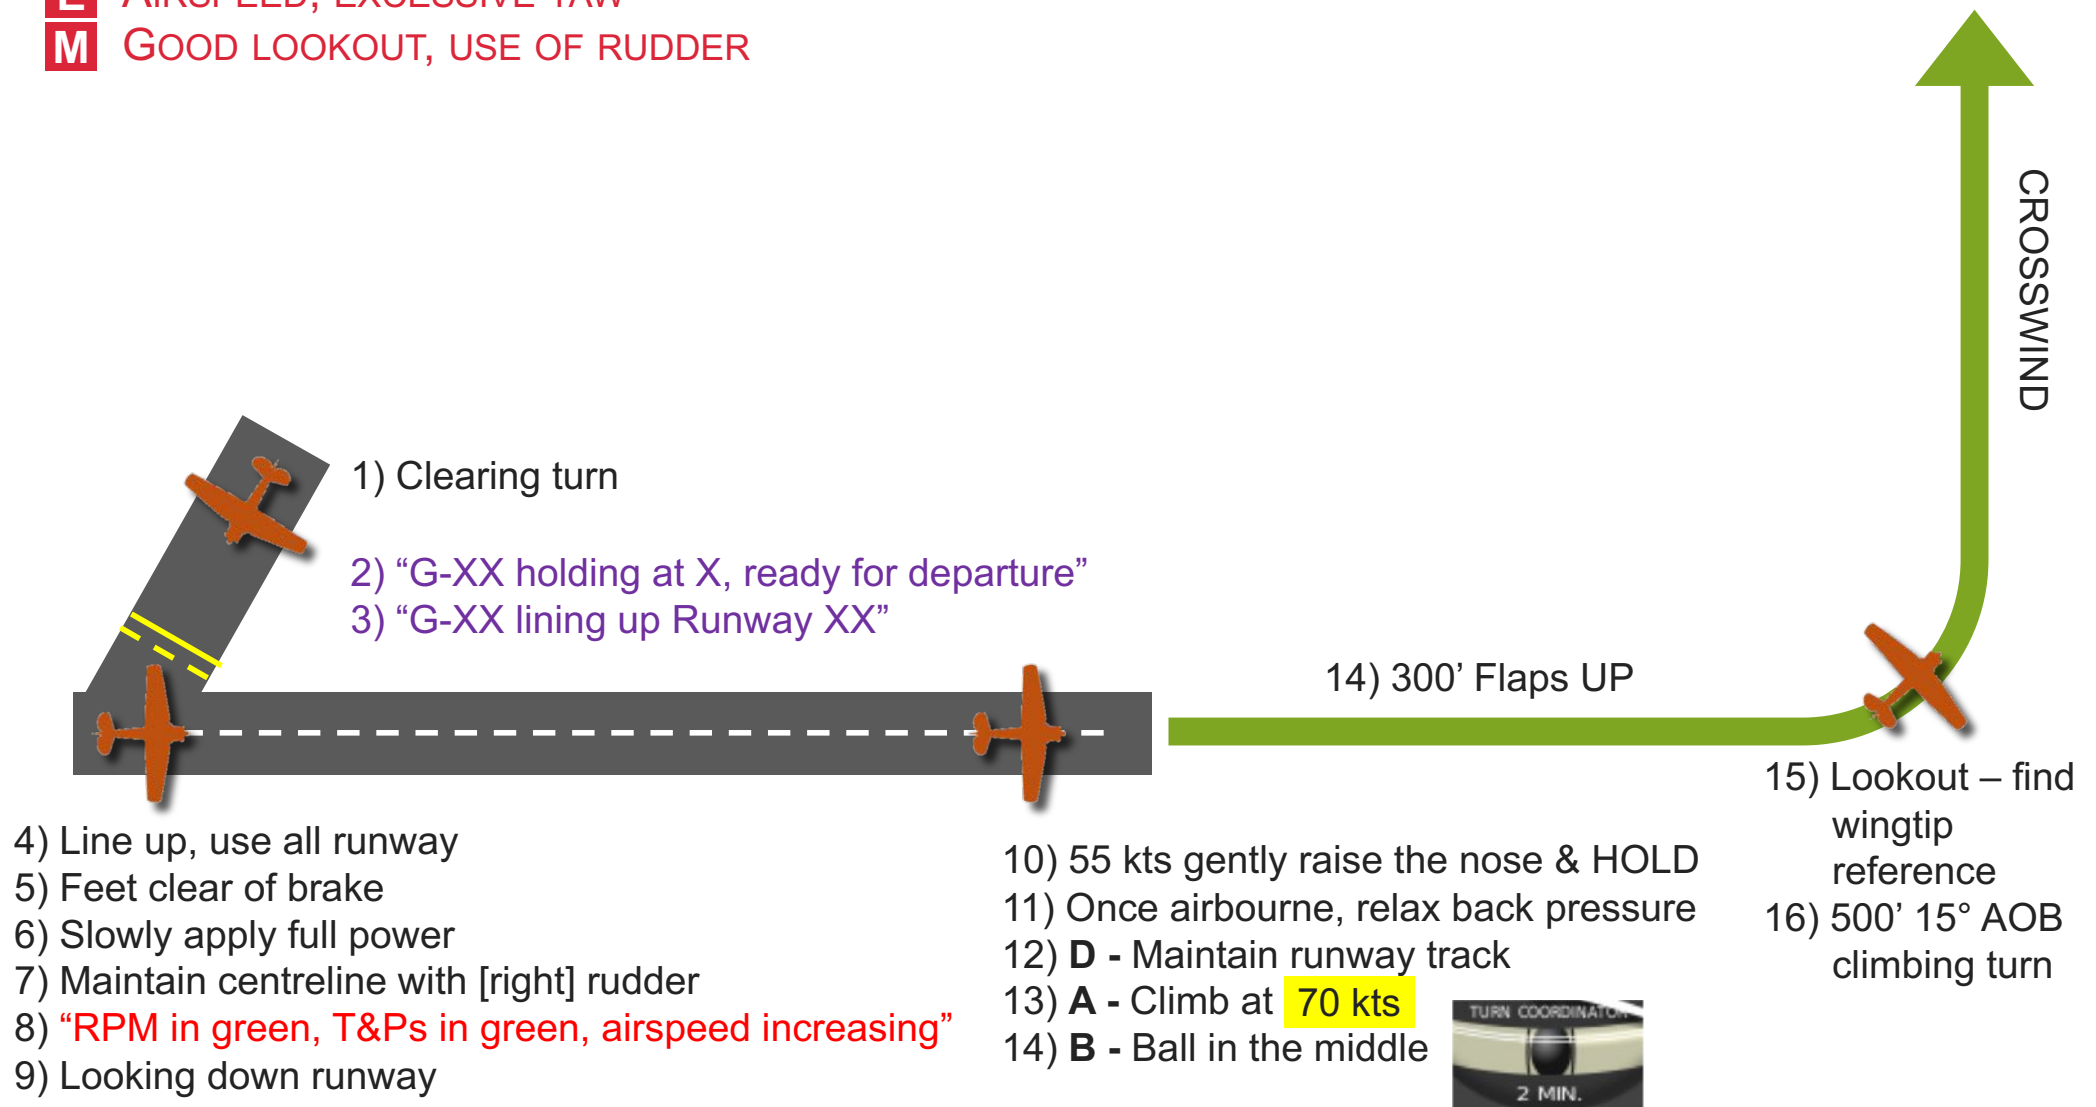 E AIRSPEED, EXCESSIVE YAW
M GOOD LOOKOUT, USE OF RUDDER
CROSSWIND
1) Clearing turn
2) “G-XX holding at X, ready for departure”
3) “G-XX lining up Runway XX”
14) 300’ Flaps UP
4) Line up, use all runway
5) Feet clear of brake
6) Slowly apply full power
7) Maintain centreline with [right] rudder
8) “RPM in green, T&Ps in green, airspeed increasing”
9) Looking down runway
10) 55 kts gently raise the nose & HOLD
11) Once airbourne, relax back pressure
12) D - Maintain runway track
13) A - Climb at 70 kts
14) B - Ball in the middle
TURN COORDINATOR
2 MIN.
15) Lookout – find
wingtip
reference
16) 500’ 15° AOB
climbing turn